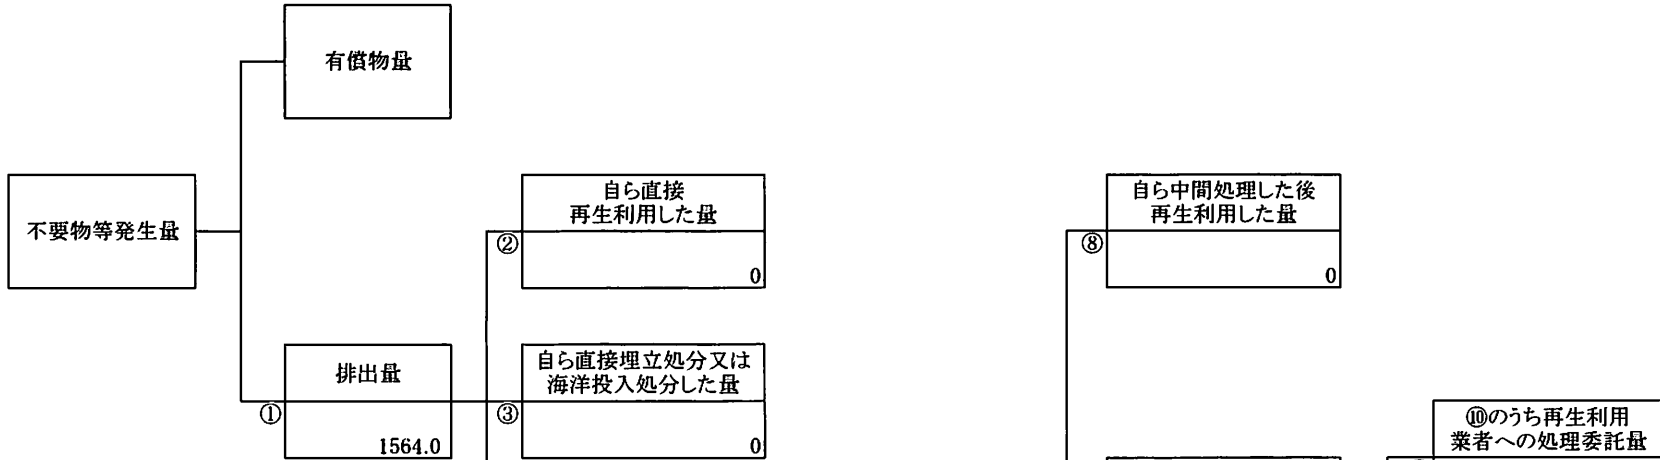 有償物量
不要物等発生量
自ら直接
再生利用した量
②
0
自ら中間処理した後
再生利用した量
⑧
0
排出量
①
1564.0
自ら直接埋立処分又は
海洋投入処分した量
③
0
⑩のうち再生利用
業者への処理委託量